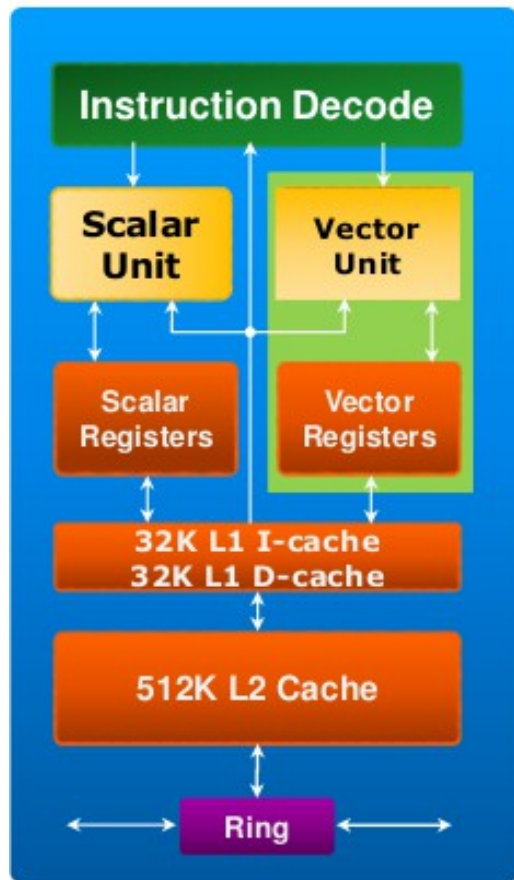 Instruction Decode
Scalar
Unit
Vector
Unit
Scalar
Registers
Vector
Registers
32K L1 I-cache
32K L1 D-cache
512K L2 Cache
Ring